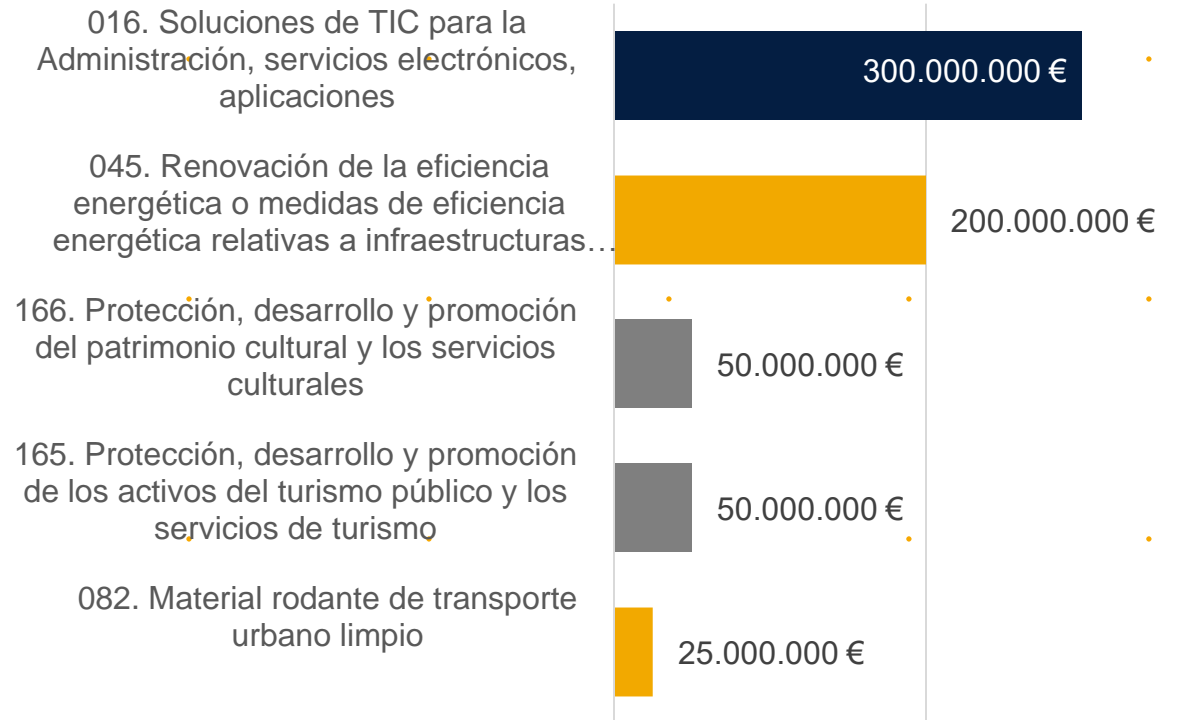 016. Soluciones de TIC para la
Administración, servicios electrónicos,
aplicaciones
300.000.000 €
045. Renovación de la eficiencia
energética o medidas de eficiencia
energética relativas a infraestructuras…
200.000.000 €
166. Protección, desarrollo y promoción
del patrimonio cultural y los servicios
culturales
50.000.000 €
165. Protección, desarrollo y promoción
de los activos del turismo público y los
servicios de turismo
50.000.000 €
082. Material rodante de transporte
urbano limpio
25.000.000 €